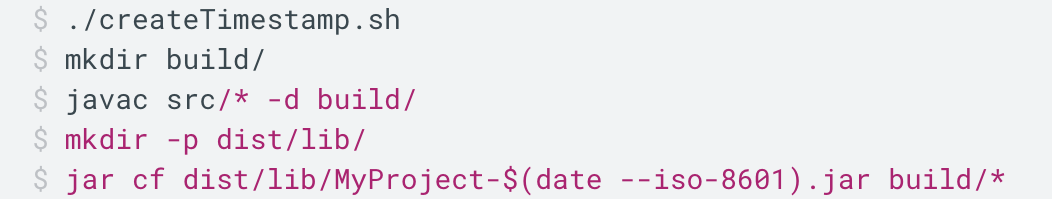 $ ./createTimestamp.sh
$ mkdir build/
$ javac src/* -d build/
$ mkdir -p dist/lib/
$ jar cf dist/lib/MyProject-$(date --iso-8601).jar build/*